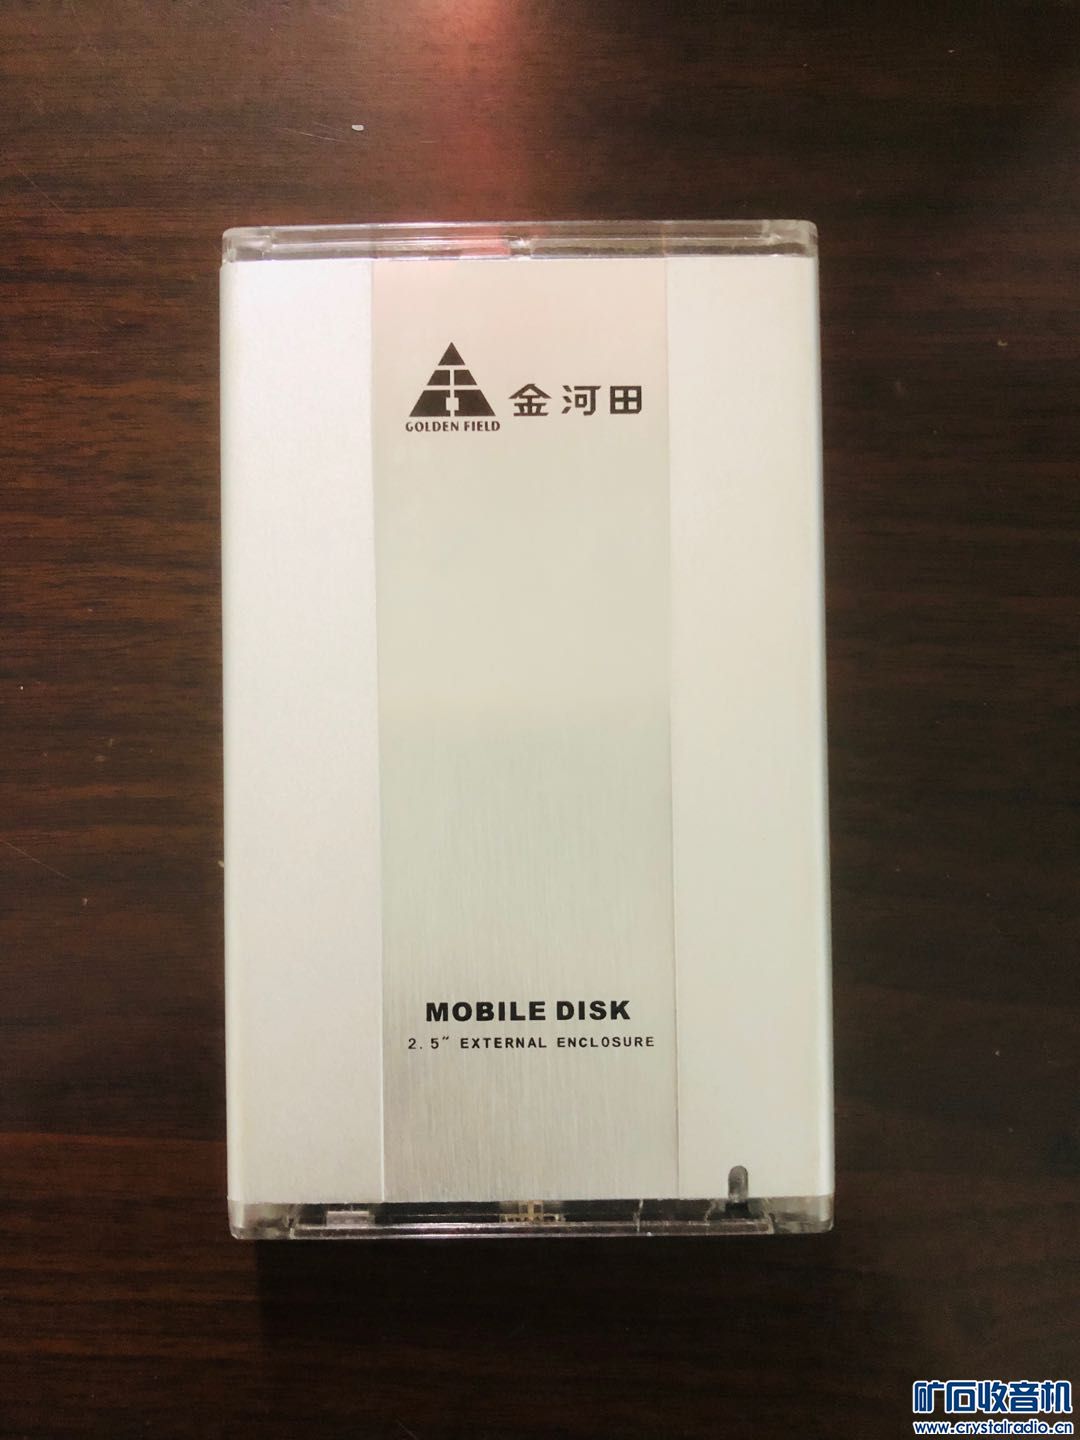 金河田
GOLDEN FIELD
MOBILE DISK
2.5" EXTERNAL ENCLOSURE
矿石收音机
www.crystalradio.cn